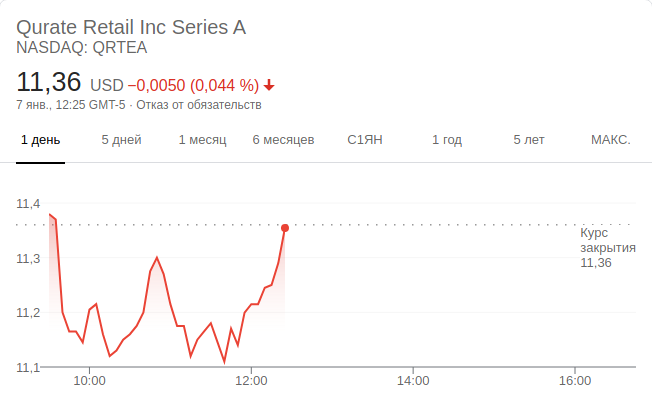 Qurate Retail Inc Series A
NASDAQ: QRTEA
11,36 USD −0,0050 (0,044 %)
7 янв., 12:25 GMT-5 · Отказ от обязательств
1 день 5 дней 1 месяц 6 месяцев С1ЯН 1 год 5 лет МАКС.
11,4
Курс
закрытия
11,36
11,3
11,2
11,1
10:00 12:00 14:00 16:00